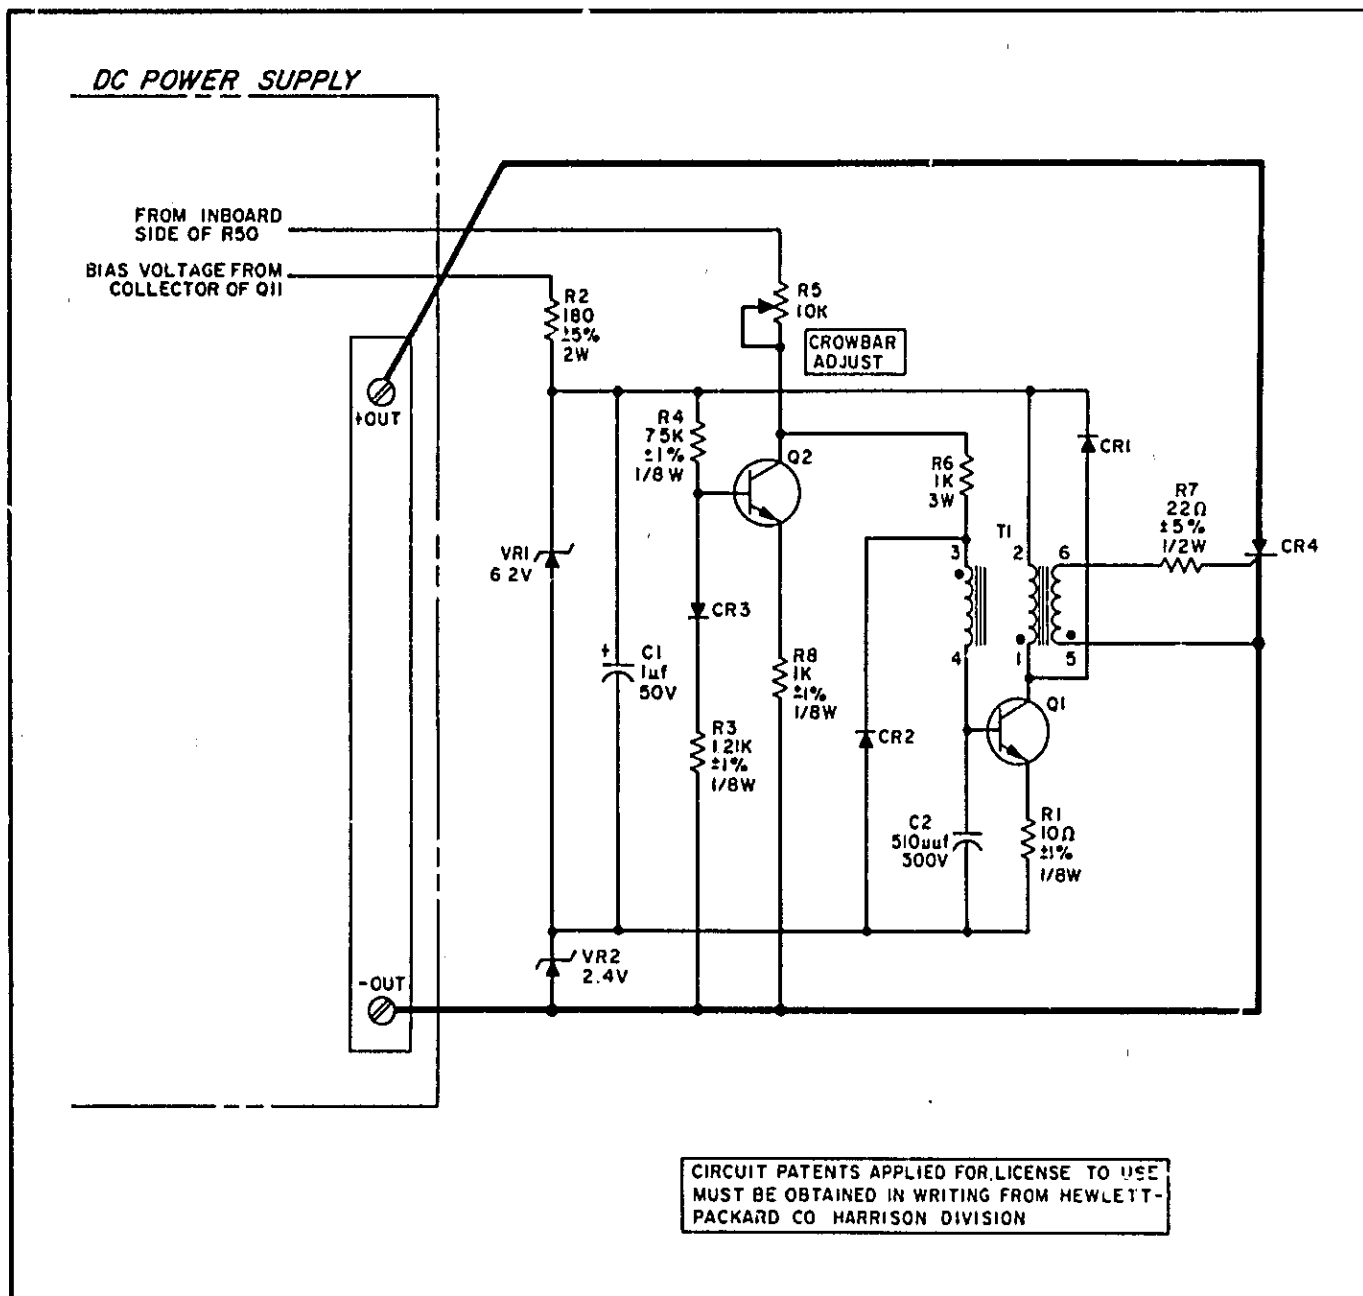 DC POWER SUPPLY
FROM INBOARD
SIDE OF R50
BIAS VOLTAGE FROM
COLLECTOR OF Q11
R2
180
±5%
2W
R5
10K
CROWBAR
ADJUST
+OUT
R4
7.5K
±1%
1/8 W
Q2
R6
1K
3W
CR1
R7
22Ω
±5%
1/2W
CR4
T1
3
2
6
VR1
6.2V
CR3
4
1
5
C1
1µf
50V
R8
1K
±1%
1/8W
Q1
R3
1.21K
±1%
1/8W
CR2
C2
510µµf
500V
R1
10Ω
±1%
1/8W
VR2
2.4V
-OUT
CIRCUIT PATENTS APPLIED FOR, LICENSE TO USE
MUST BE OBTAINED IN WRITING FROM HEWLETT-
PACKARD CO HARRISON DIVISION